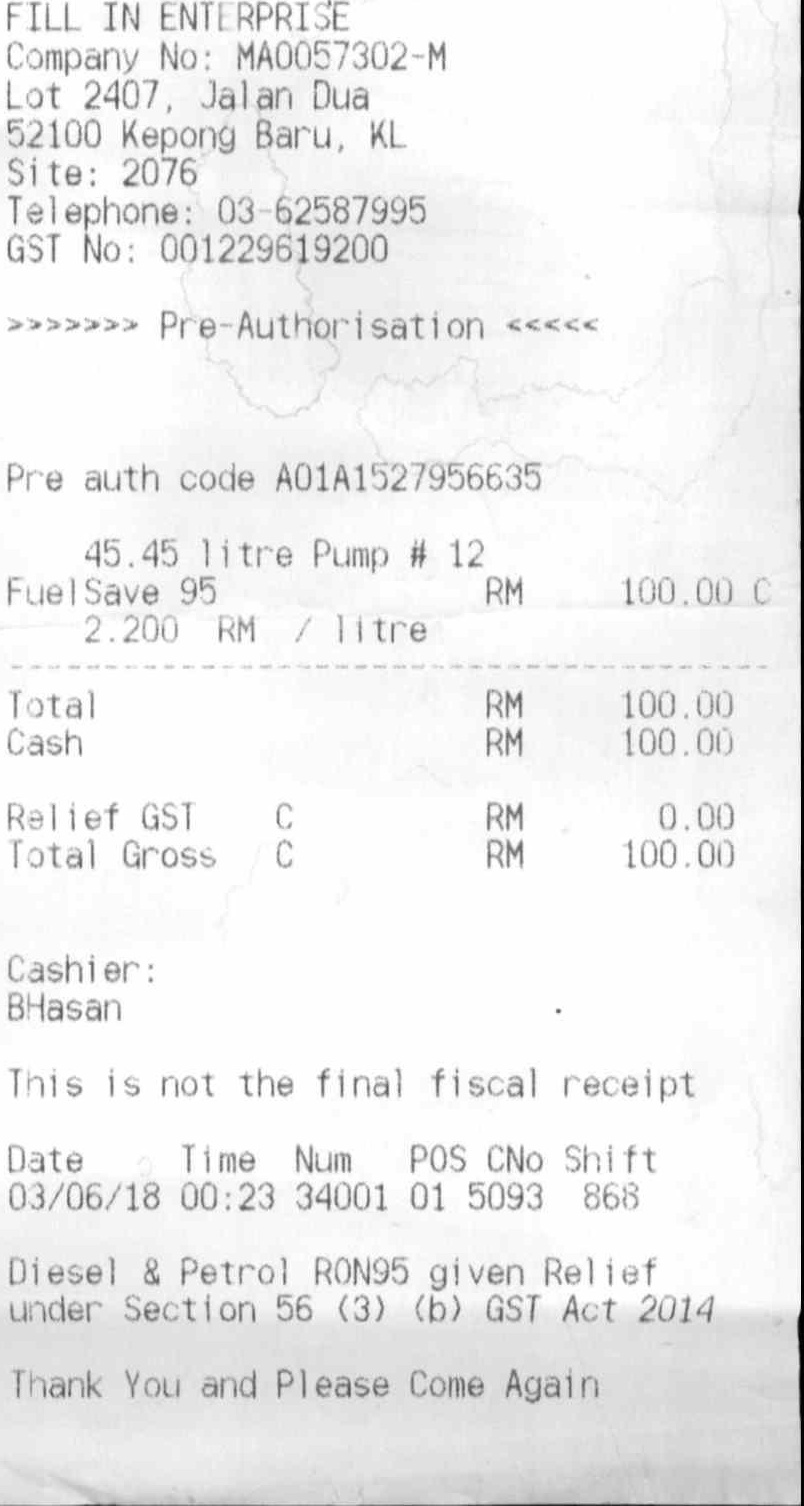 FILL IN ENTERPRISE
Company No: MA0057302-M
Lot 2407, Jalan Dua
52100 Kepong Baru, KL
Site: 2076
Telephone: 03-62587995
GST No: 001229619200
>>>>>>> Pre-Authorisation <<<<<
Pre auth code A01A1527956635
45.45 litre Pump # 12
FuelSave 95 RM 100.00 C
2.200 RM / litre
Total RM 100.00
Cash RM 100.00
Relief GST C RM 0.00
Total Gross C RM 100.00
Cashier:
BHasan
This is not the final fiscal receipt
Date Time Num POS CNo Shift
03/06/18 00:23 34001 01 5093 868
Diesel & Petrol RON95 given Relief
under Section 56 (3) (b) GST Act 2014
Thank You and Please Come Again